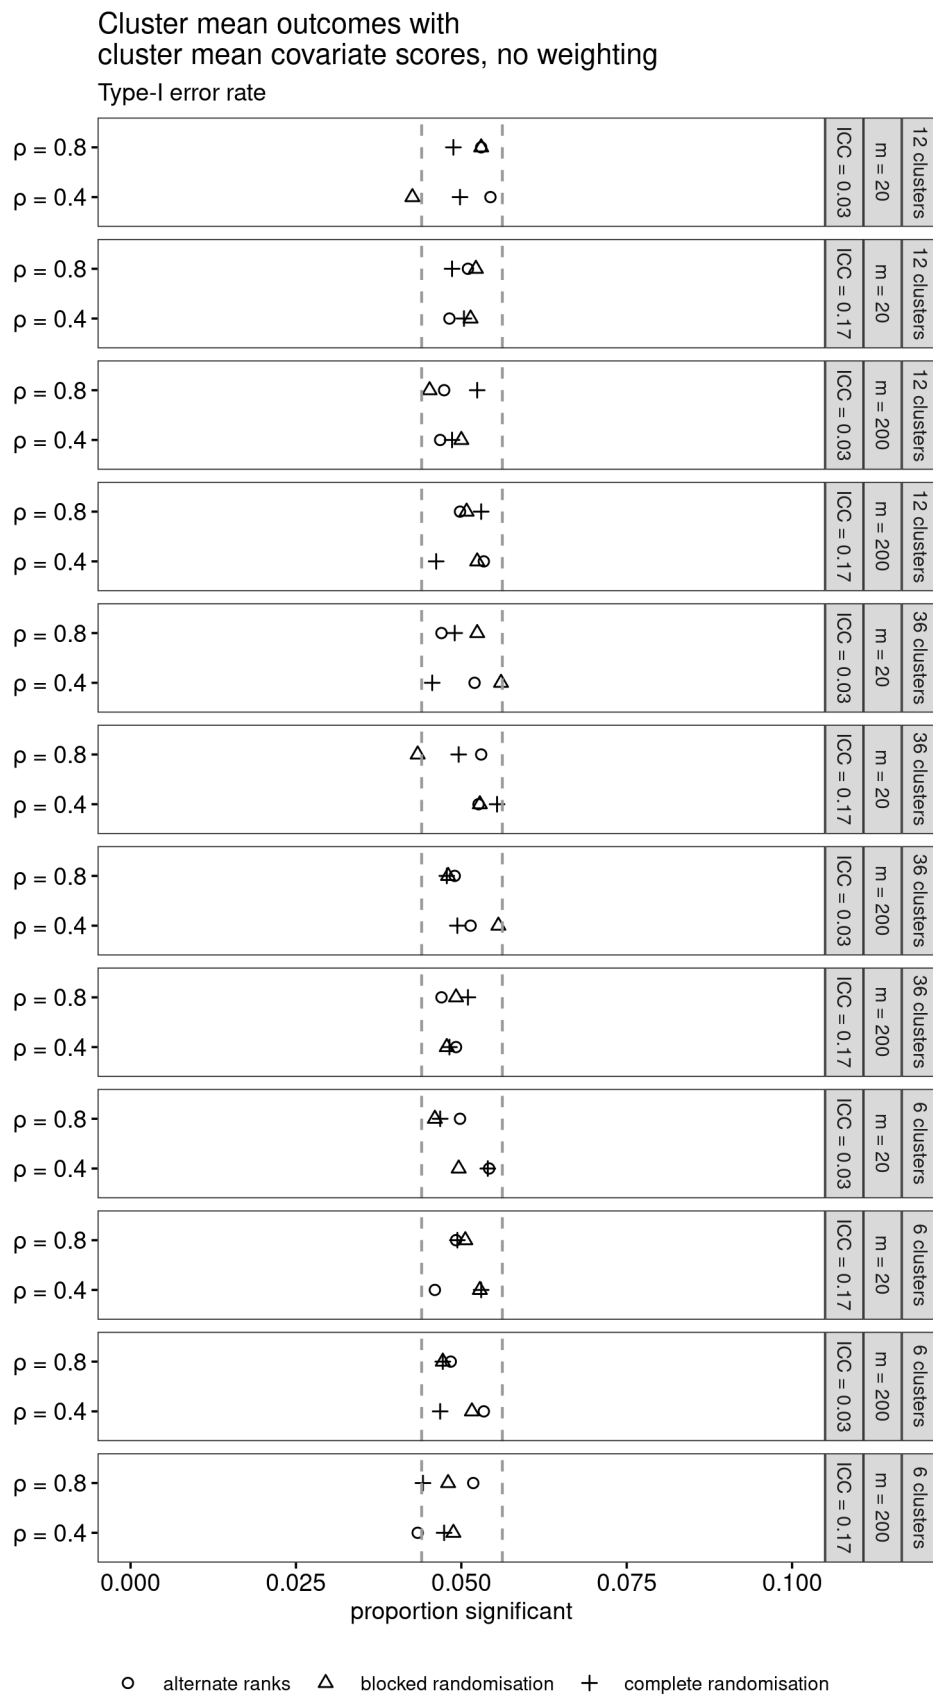 Cluster mean outcomes with
cluster mean covariate scores, no weighting
Type-I error rate
ρ = 0.8
ρ = 0.4
ICC = 0.03
m = 20
12 clusters
ρ = 0.8
ρ = 0.4
ICC = 0.17
m = 20
12 clusters
ρ = 0.8
ρ = 0.4
ICC = 0.03
m = 200
12 clusters
ρ = 0.8
ρ = 0.4
ICC = 0.17
m = 200
12 clusters
ρ = 0.8
ρ = 0.4
ICC = 0.03
m = 20
36 clusters
ρ = 0.8
ρ = 0.4
ICC = 0.17
m = 20
36 clusters
ρ = 0.8
ρ = 0.4
ICC = 0.03
m = 200
36 clusters
ρ = 0.8
ρ = 0.4
ICC = 0.17
m = 200
36 clusters
ρ = 0.8
ρ = 0.4
ICC = 0.03
m = 20
6 clusters
ρ = 0.8
ρ = 0.4
ICC = 0.17
m = 20
6 clusters
ρ = 0.8
ρ = 0.4
ICC = 0.03
m = 200
6 clusters
ρ = 0.8
ρ = 0.4
ICC = 0.17
m = 200
6 clusters
0.000 0.025 0.050 0.075 0.100
proportion significant
alternate ranks blocked randomisation complete randomisation